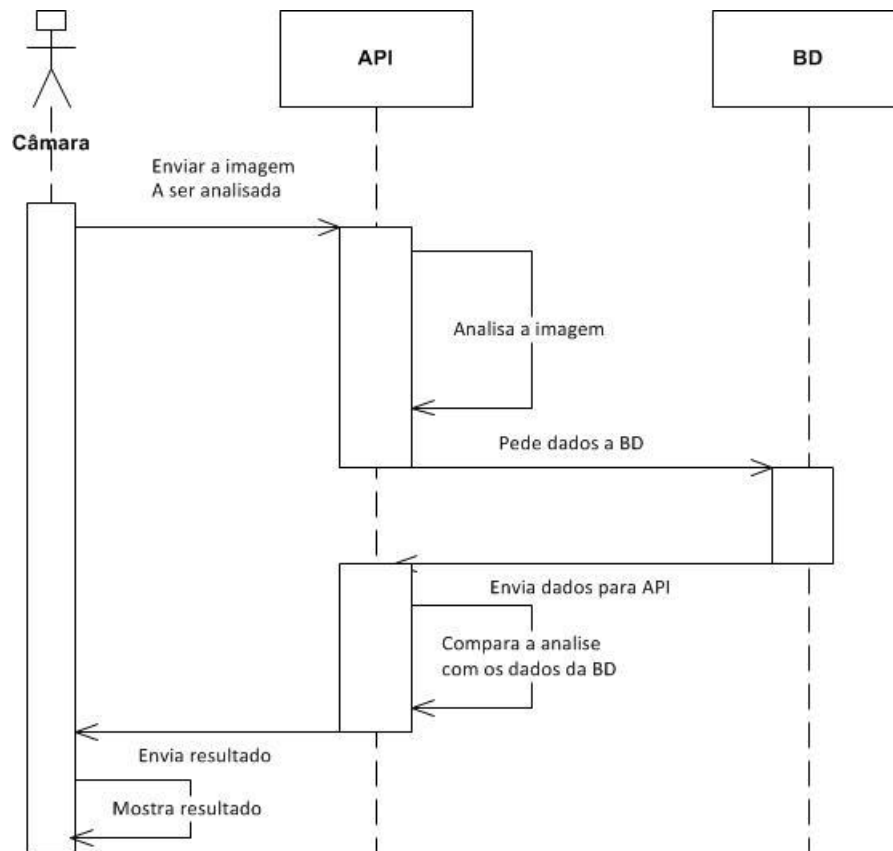 API
BD
Câmara
Enviar a imagem
A ser analisada
Analisa a imagem
Pede dados a BD
Envia dados para API
Compara a analise
com os dados da BD
Envia resultado
Mostra resultado